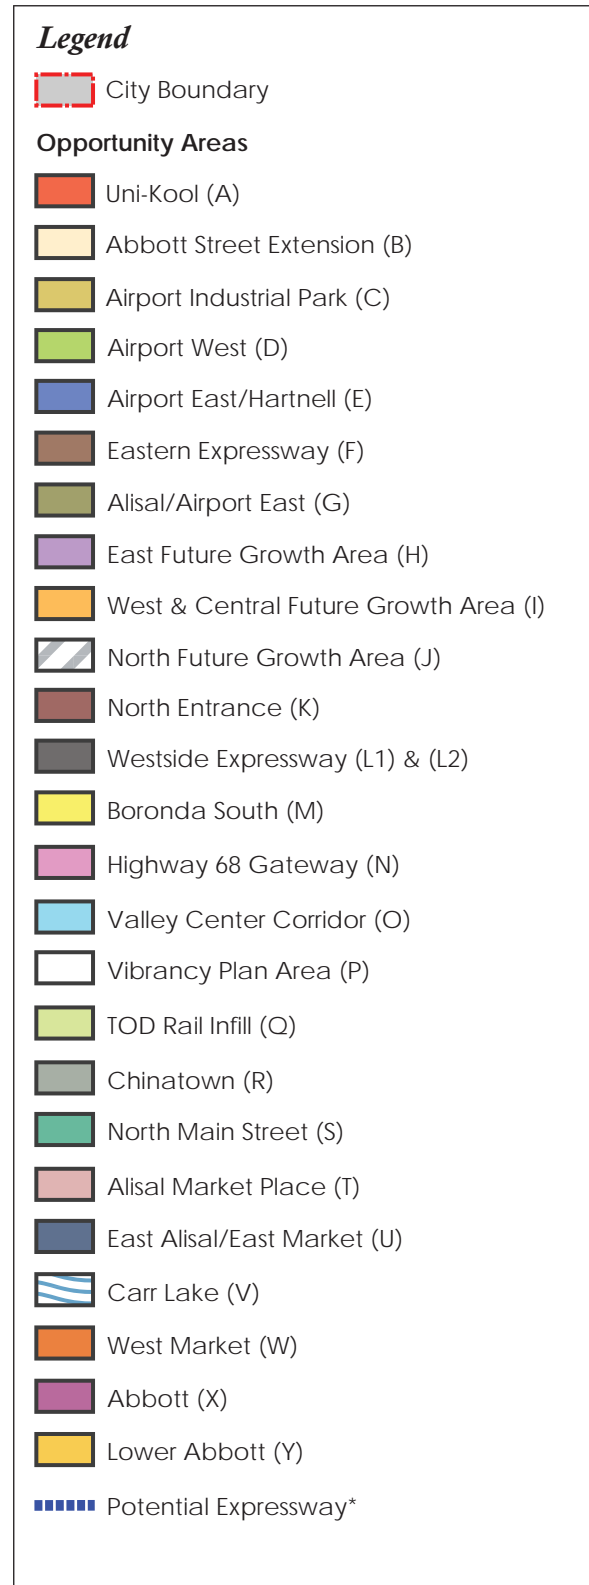 Legend
City Boundary
Opportunity Areas
Uni-Kool (A)
Abbott Street Extension (B)
Airport Industrial Park (C)
Airport West (D)
Airport East/Hartnell (E)
Eastern Expressway (F)
Alisal/Airport East (G)
East Future Growth Area (H)
West & Central Future Growth Area (I)
North Future Growth Area (J)
North Entrance (K)
Westside Expressway (L1) & (L2)
Boronda South (M)
Highway 68 Gateway (N)
Valley Center Corridor (O)
Vibrancy Plan Area (P)
TOD Rail Infill (Q)
Chinatown (R)
North Main Street (S)
Alisal Market Place (T)
East Alisal/East Market (U)
Carr Lake (V)
West Market (W)
Abbott (X)
Lower Abbott (Y)
Potential Expressway*